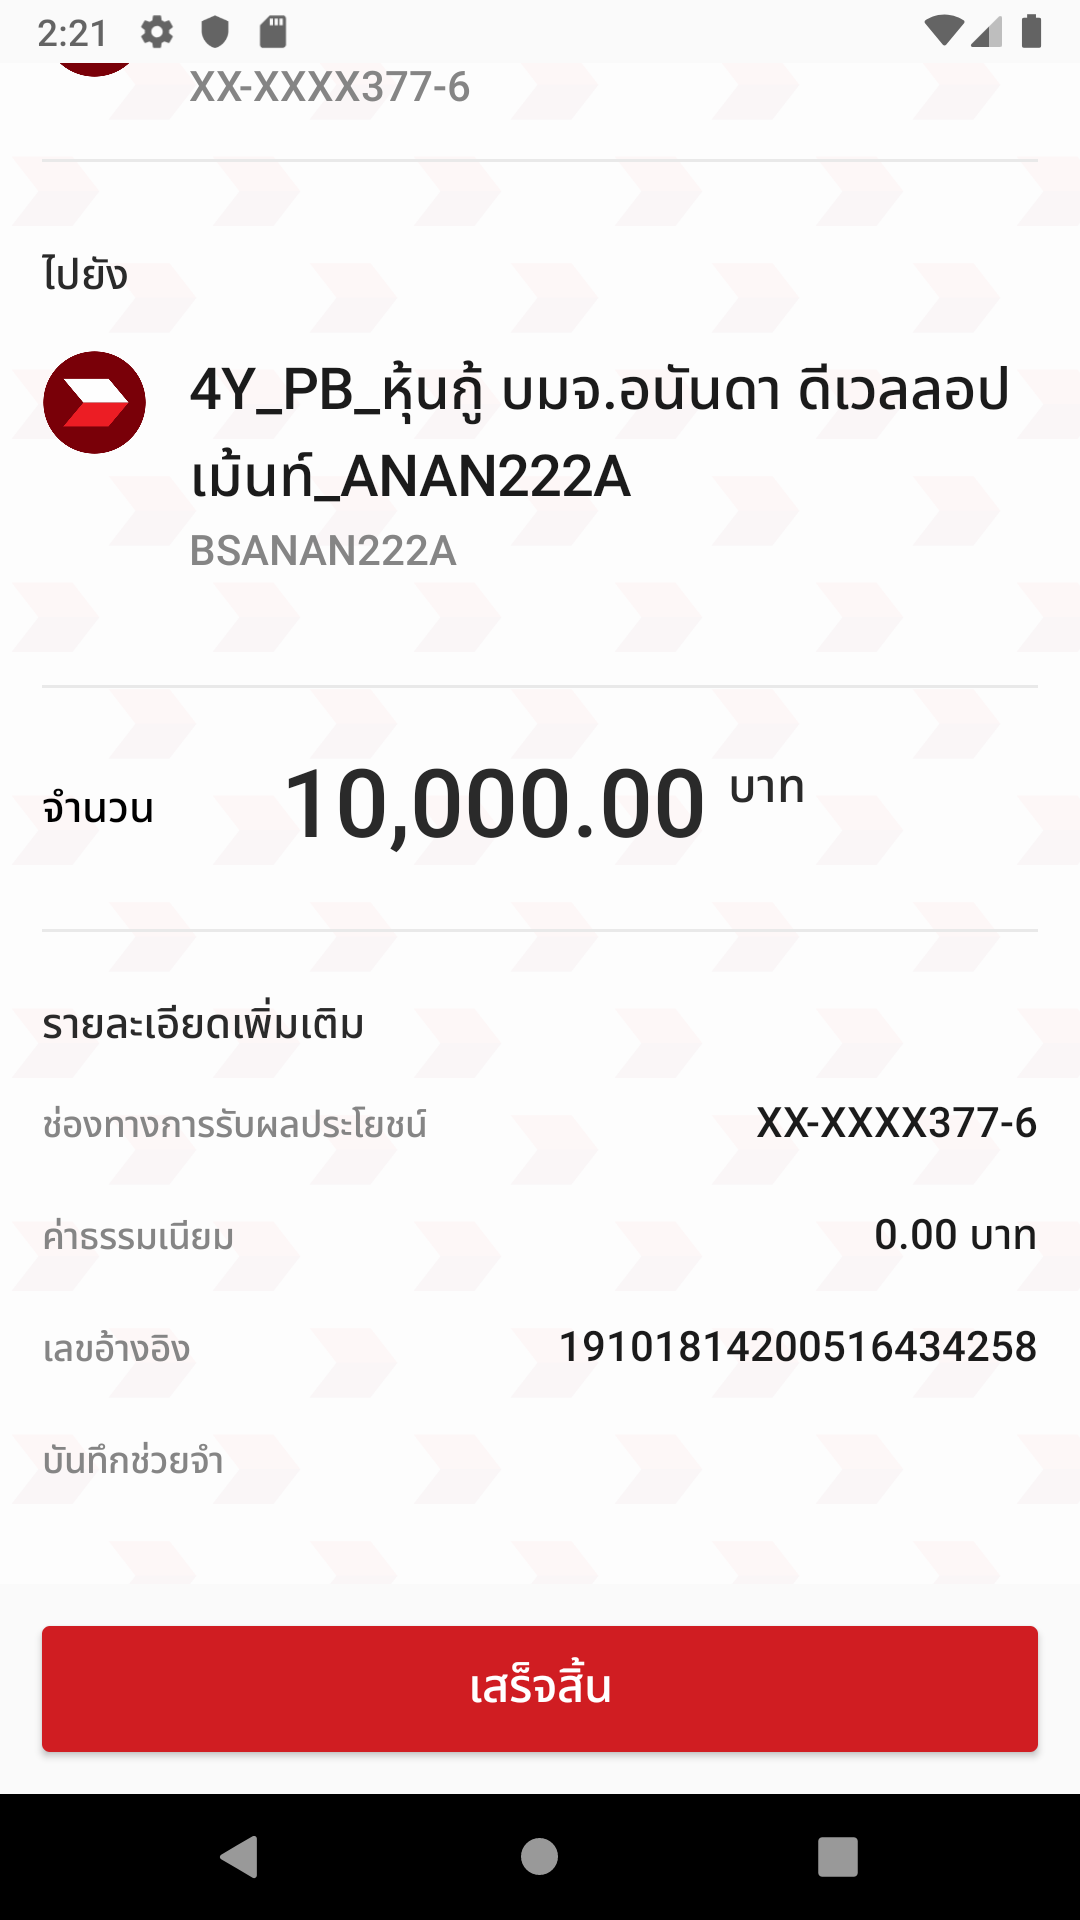 2:21
XX-XXXX377-6
ไปยัง
4Y_PB_หุ้นกู้ บมจ.อนันดา ดีเวลลอป
เม้นท์_ANAN222A
BSANAN222A
จำนวน 10,000.00 บาท
รายละเอียดเพิ่มเติม
ช่องทางการรับผลประโยชน์ XX-XXXX377-6
ค่าธรรมเนียม 0.00 บาท
เลขอ้างอิง 19101814200516434258
บันทึกช่วยจำ
เสร็จสิ้น